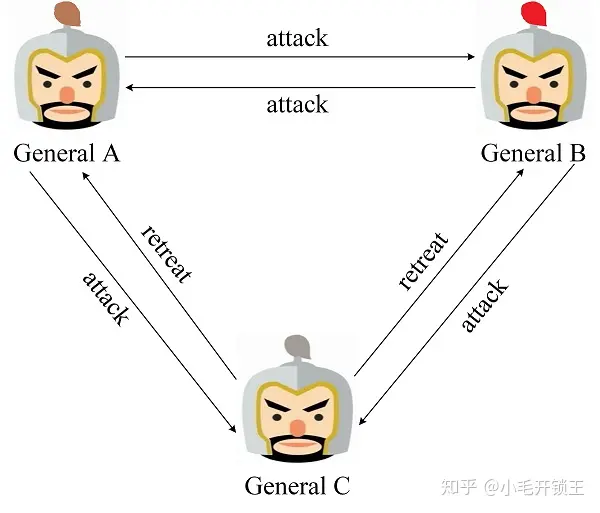 attack
attack
General A
General B
retreat
attack
retreat
attack
General C
知乎 @小毛开锁王